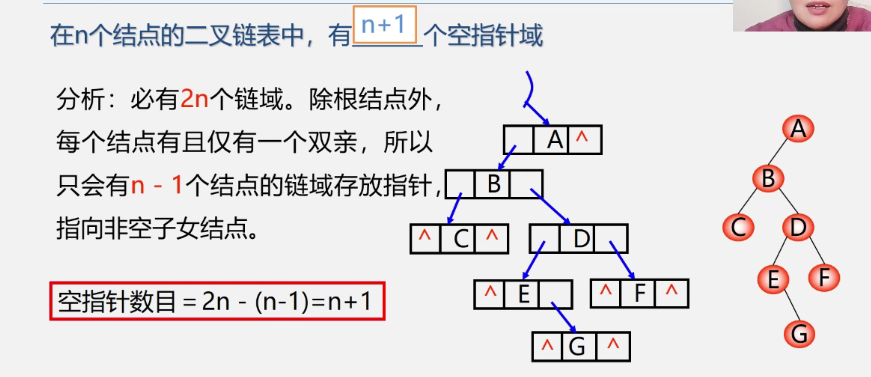 在n个结点的二叉链表中，有 n+1 个空指针域
分析：必有2n个链域。除根结点外，
每个结点有且仅有一个双亲，所以
只会有n - 1个结点的链域存放指针，
指向非空子女结点。
空指针数目＝2n - (n-1)=n+1
A ^
B
^ C ^
D
^ E
^ F ^
^ G ^
A
B
C
D
E
F
G